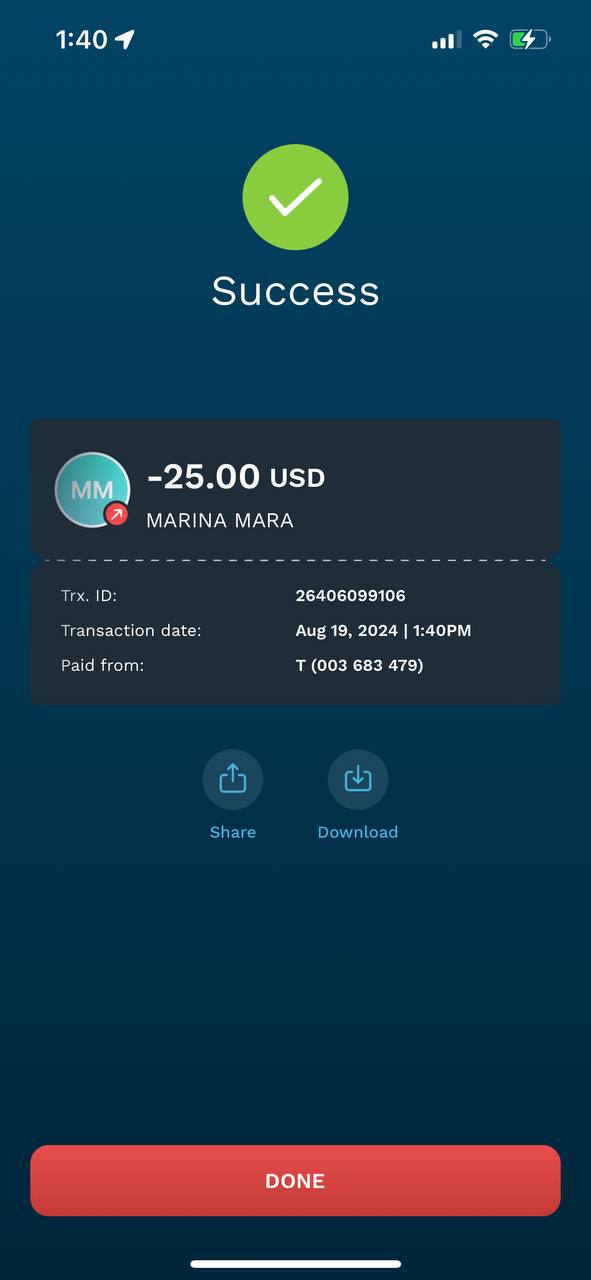 1:40
Success
MM
-25.00 USD
MARINA MARA
Trx. ID: 26406099106
Transaction date: Aug 19, 2024 | 1:40PM
Paid from: T (003 683 479)
Share Download
DONE